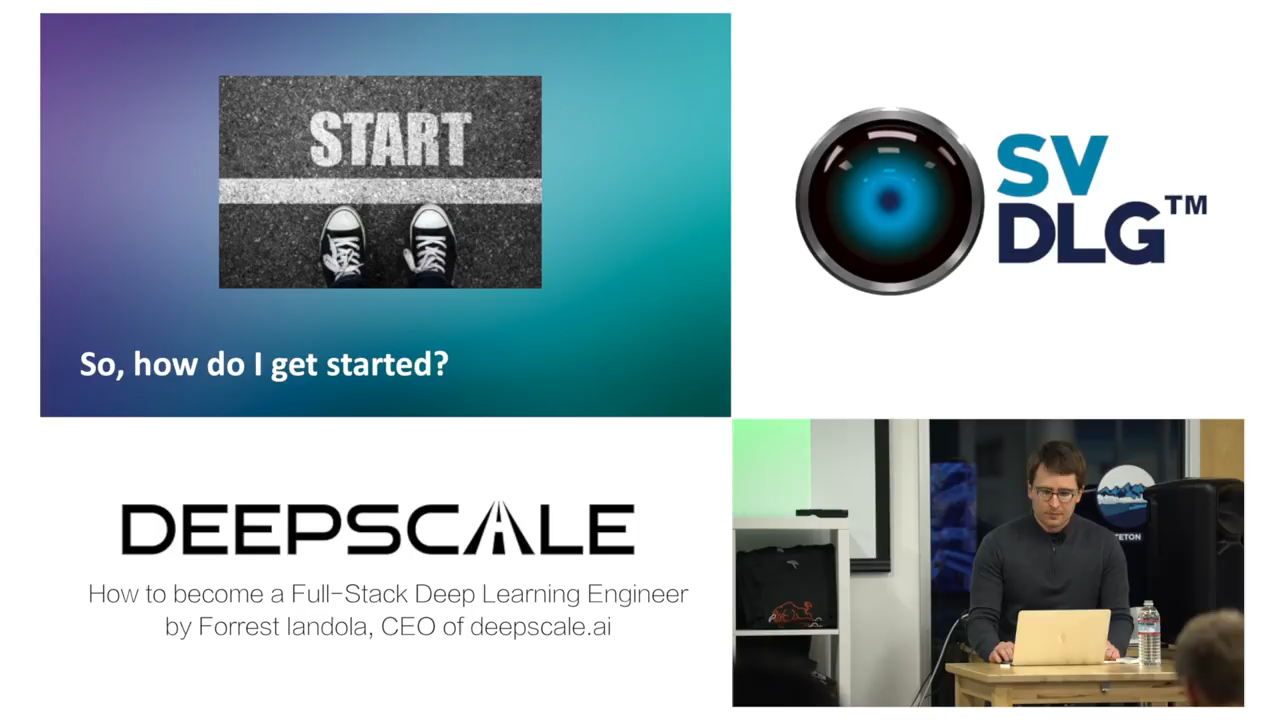 START
So, how do I get started?
SV
DLG™
DEEPSCALE
How to become a Full-Stack Deep Learning Engineer
by Forrest Iandola, CEO of deepscale.ai
TETON